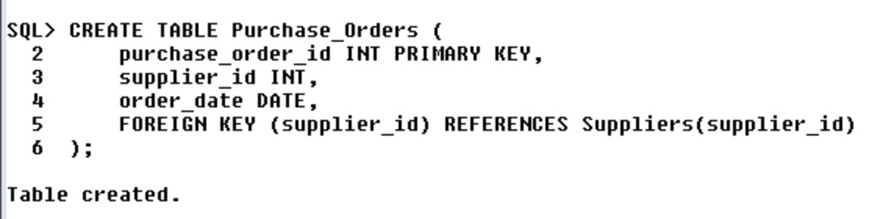 SQL> CREATE TABLE Purchase_Orders (
  2      purchase_order_id INT PRIMARY KEY,
  3      supplier_id INT,
  4      order_date DATE,
  5      FOREIGN KEY (supplier_id) REFERENCES Suppliers(supplier_id)
  6  );
Table created.